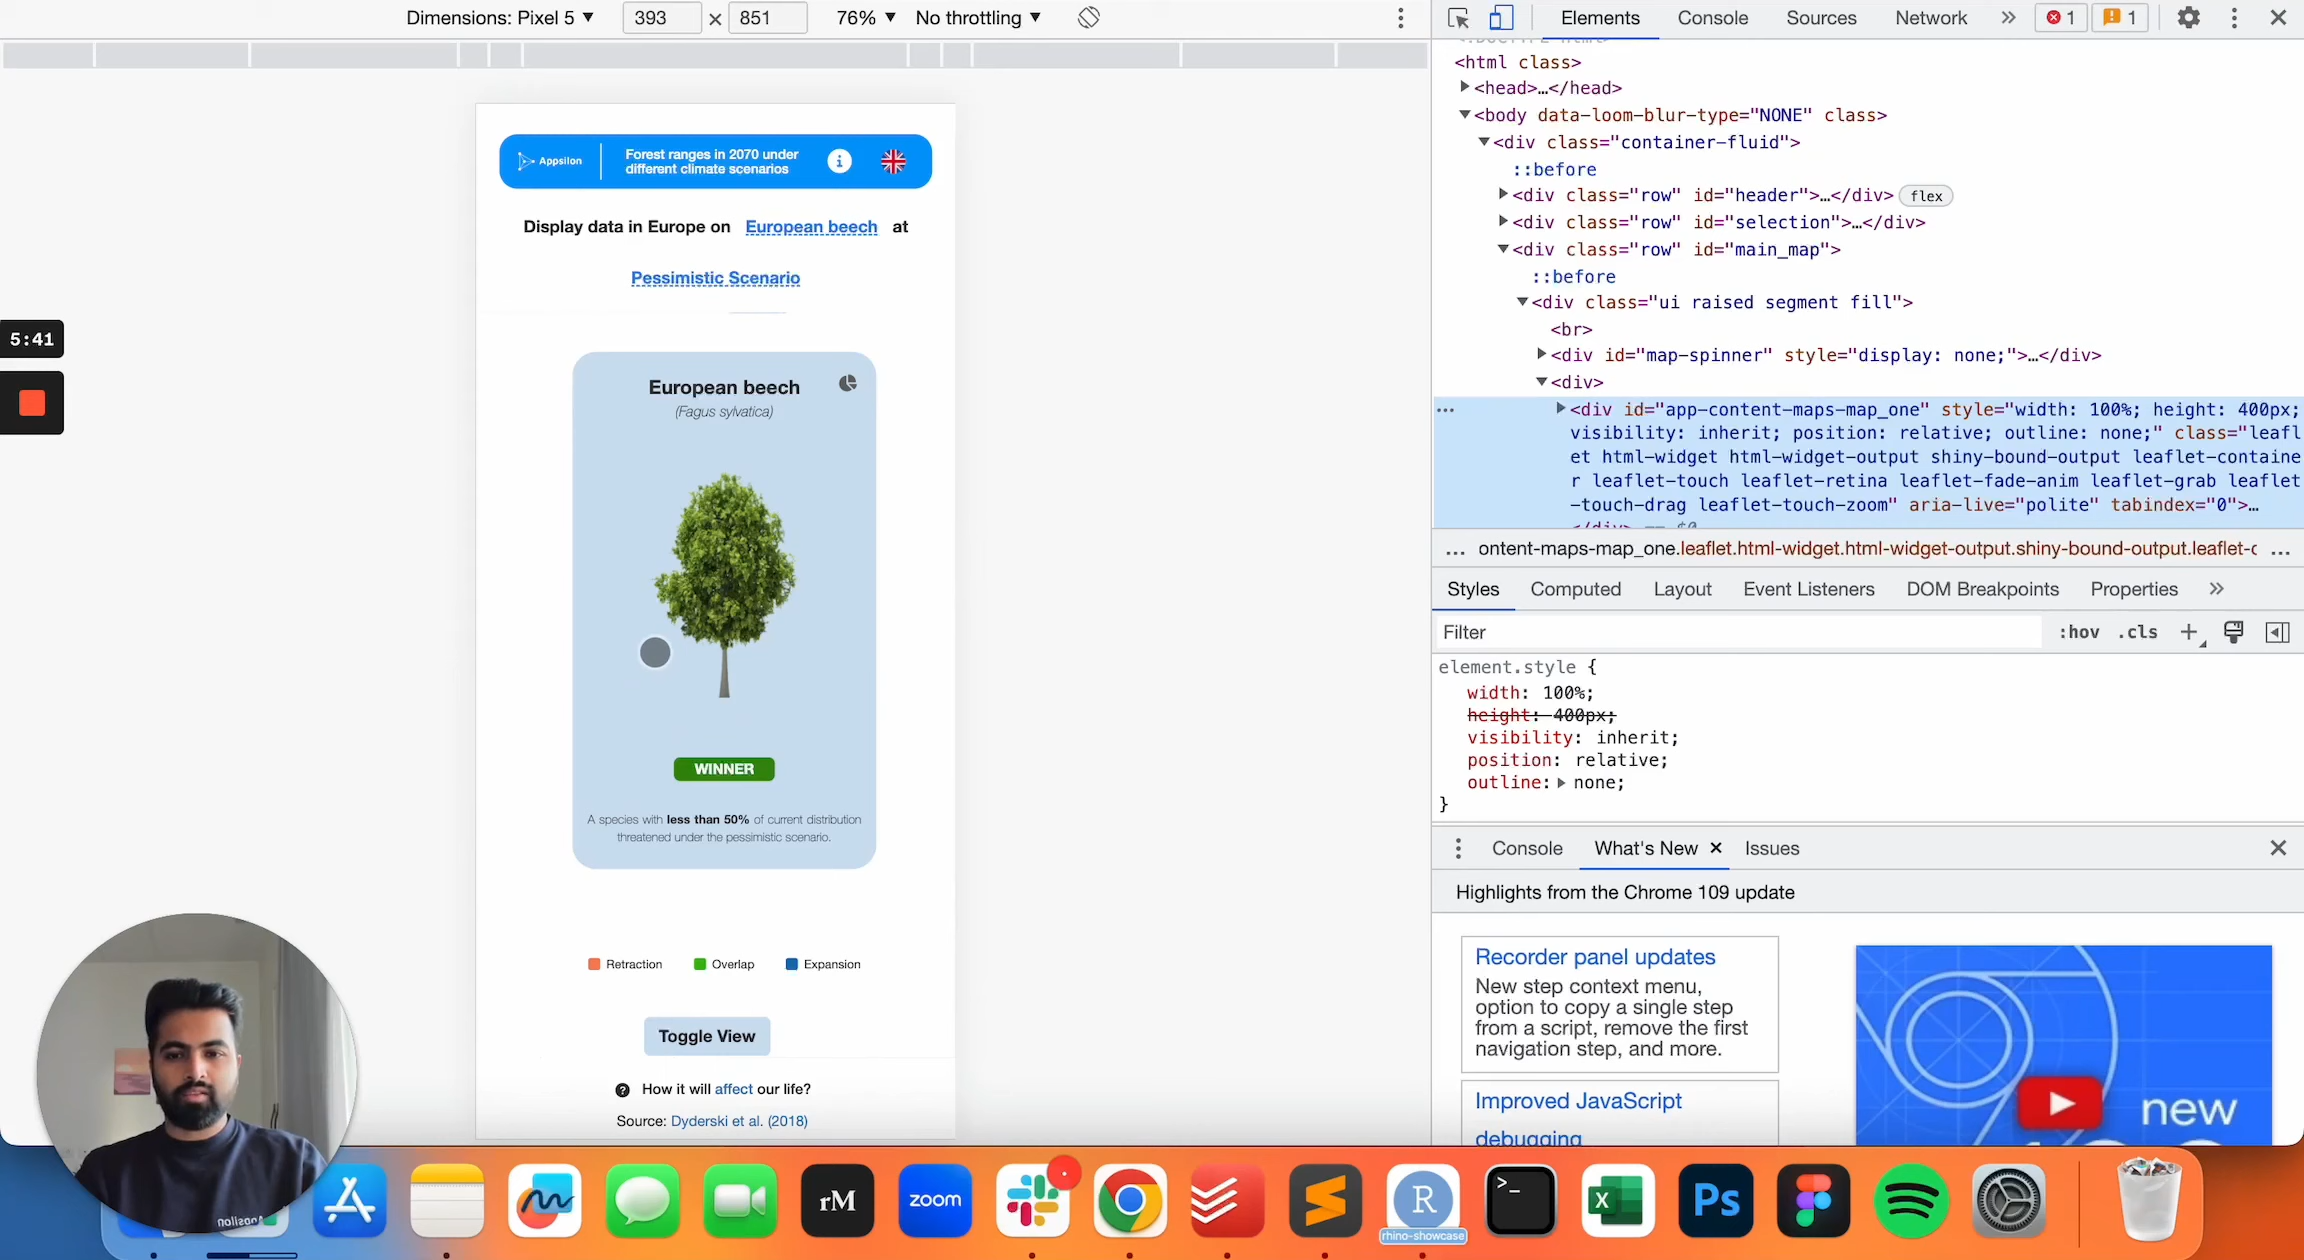 Dimensions: Pixel 5 ▼ 393 × 851 76% ▼ No throttling ▼
Elements Console Sources Network » 1 1
<html class>
<head>…</head>
<body data-loom-blur-type="NONE" class>
<div class="container-fluid">
::before
<div class="row" id="header">…</div> flex
<div class="row" id="selection">…</div>
<div class="row" id="main_map">
::before
<div class="ui raised segment fill">
<br>
<div id="map-spinner" style="display: none;">…</div>
<div>
<div id="app-content-maps-map_one" style="width: 100%; height: 400px;
visibility: inherit; position: relative; outline: none;" class="leafl
et html-widget html-widget-output shiny-bound-output leaflet-containe
r leaflet-touch leaflet-retina leaflet-fade-anim leaflet-grab leaflet
-touch-drag leaflet-touch-zoom" aria-live="polite" tabindex="0">…
… ontent-maps-map_one.leaflet.html-widget.html-widget-output.shiny-bound-output.leaflet-c …
Styles Computed Layout Event Listeners DOM Breakpoints Properties »
Filter :hov .cls +
element.style {
width: 100%;
height: 400px;
visibility: inherit;
position: relative;
outline: none;
}
Console What's New × Issues
Highlights from the Chrome 109 update
Recorder panel updates
New step context menu,
option to copy a single step
from a script, remove the first
navigation step, and more.
Improved JavaScript
debugging
new
5:41
Appsilon
Forest ranges in 2070 under
different climate scenarios
Display data in Europe on European beech at
Pessimistic Scenario
European beech
(Fagus sylvatica)
WINNER
A species with less than 50% of current distribution
threatened under the pessimistic scenario.
Retraction Overlap Expansion
Toggle View
How it will affect our life?
Source: Dyderski et al. (2018)
rM
zoom
R
rhino-showcase
>_
X
Ps